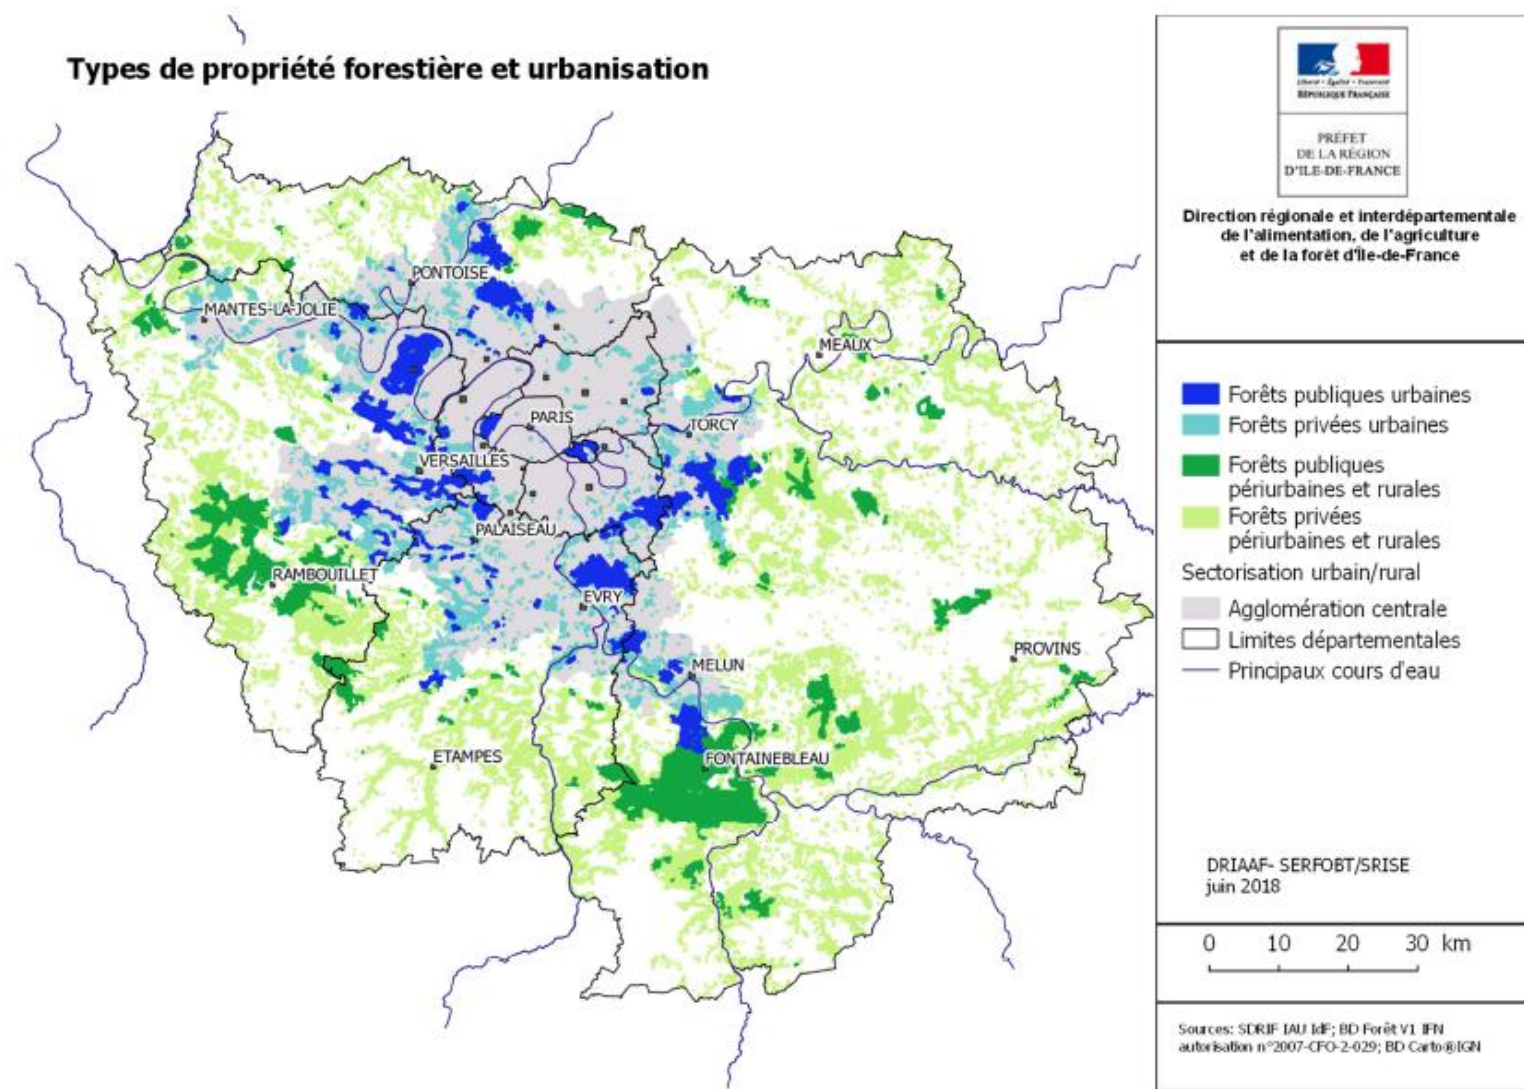 Types de propriété forestière et urbanisation
PONTOISE
MANTES-LA-JOLIE
MEAUX
PARIS
TORCY
VERSAILLES
PALAISEAU
RAMBOUILLET
EVRY
PROVINS
MELUN
ETAMPES
FONTAINEBLEAU
Liberté • Égalité • Fraternité
RÉPUBLIQUE FRANÇAISE
PRÉFET
DE LA RÉGION
D'ILE-DE-FRANCE
Direction régionale et interdépartementale
de l'alimentation, de l'agriculture
et de la forêt d'Île-de-France
Forêts publiques urbaines
Forêts privées urbaines
Forêts publiques
périurbaines et rurales
Forêts privées
périurbaines et rurales
Sectorisation urbain/rural
Agglomération centrale
Limites départementales
Principaux cours d'eau
DRIAAF- SERFOBT/SRISE
juin 2018
0 10 20 30 km
Sources: SDRIF IAU IdF; BD Forêt V1 IFN
autorisation n°2007-CFO-2-029; BD Carto®IGN